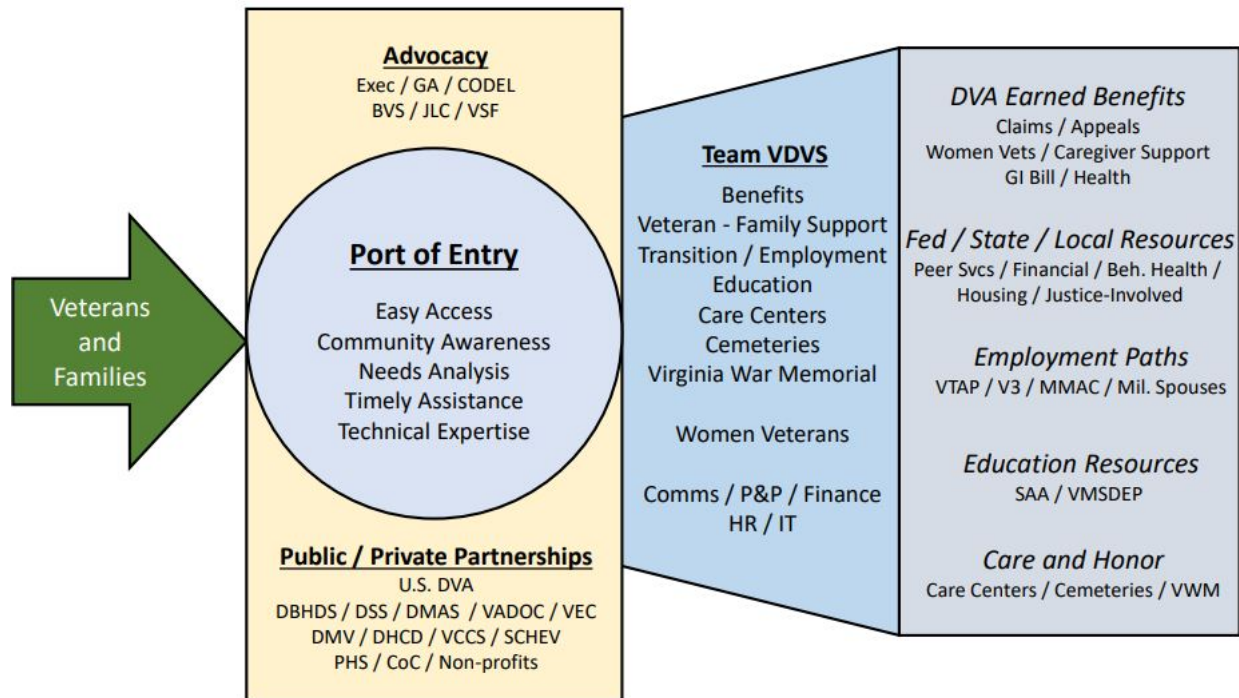 Veterans
and
Families
Advocacy
Exec / GA / CODEL
BVS / JLC / VSF
Port of Entry
Easy Access
Community Awareness
Needs Analysis
Timely Assistance
Technical Expertise
Public / Private Partnerships
U.S. DVA
DBHDS / DSS / DMAS / VADOC / VEC
DMV / DHCD / VCCS / SCHEV
PHS / CoC / Non-profits
Team VDVS
Benefits
Veteran - Family Support
Transition / Employment
Education
Care Centers
Cemeteries
Virginia War Memorial
Women Veterans
Comms / P&P / Finance
HR / IT
DVA Earned Benefits
Claims / Appeals
Women Vets / Caregiver Support
GI Bill / Health
Fed / State / Local Resources
Peer Svcs / Financial / Beh. Health /
Housing / Justice-Involved
Employment Paths
VTAP / V3 / MMAC / Mil. Spouses
Education Resources
SAA / VMSDEP
Care and Honor
Care Centers / Cemeteries / VWM